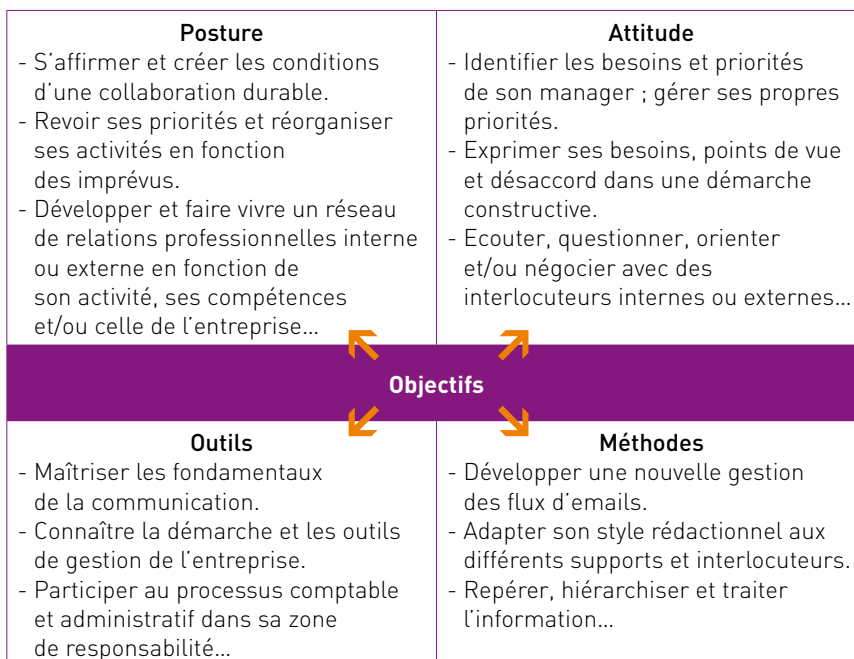 Posture
- S’affirmer et créer les conditions
d’une collaboration durable.
- Revoir ses priorités et réorganiser
ses activités en fonction
des imprévus.
- Développer et faire vivre un réseau
de relations professionnelles interne
ou externe en fonction de
son activité, ses compétences
et/ou celle de l’entreprise…
Attitude
- Identifier les besoins et priorités
de son manager ; gérer ses propres
priorités.
- Exprimer ses besoins, points de vue
et désaccord dans une démarche
constructive.
- Ecouter, questionner, orienter
et/ou négocier avec des
interlocuteurs internes ou externes…
Objectifs
Outils
- Maîtriser les fondamentaux
de la communication.
- Connaître la démarche et les outils
de gestion de l’entreprise.
- Participer au processus comptable
et administratif dans sa zone
de responsabilité…
Méthodes
- Développer une nouvelle gestion
des flux d’emails.
- Adapter son style rédactionnel aux
différents supports et interlocuteurs.
- Repérer, hiérarchiser et traiter
l’information…